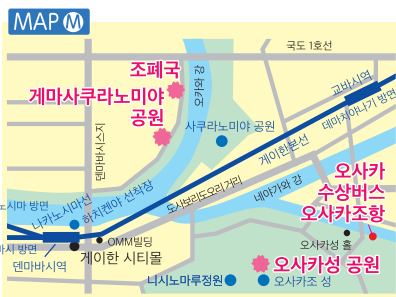 MAP M
국도 1호선
조폐국
오카와 강
교바시역
게마사쿠라노미야
공원
데마치야나기 방면
사쿠라노미야 공원
덴마바시스지
게이한본선
오사카
수상버스
오사카조항
네야가와 강
도사보리도오리거리
노시마 방면
나카노시마선
하치켄야 선착장
OMM빌딩
오사카성 홀
바시 방면
게이한 시티몰
덴마바시역
오사카성 공원
니시노마루정원
오사카조 성